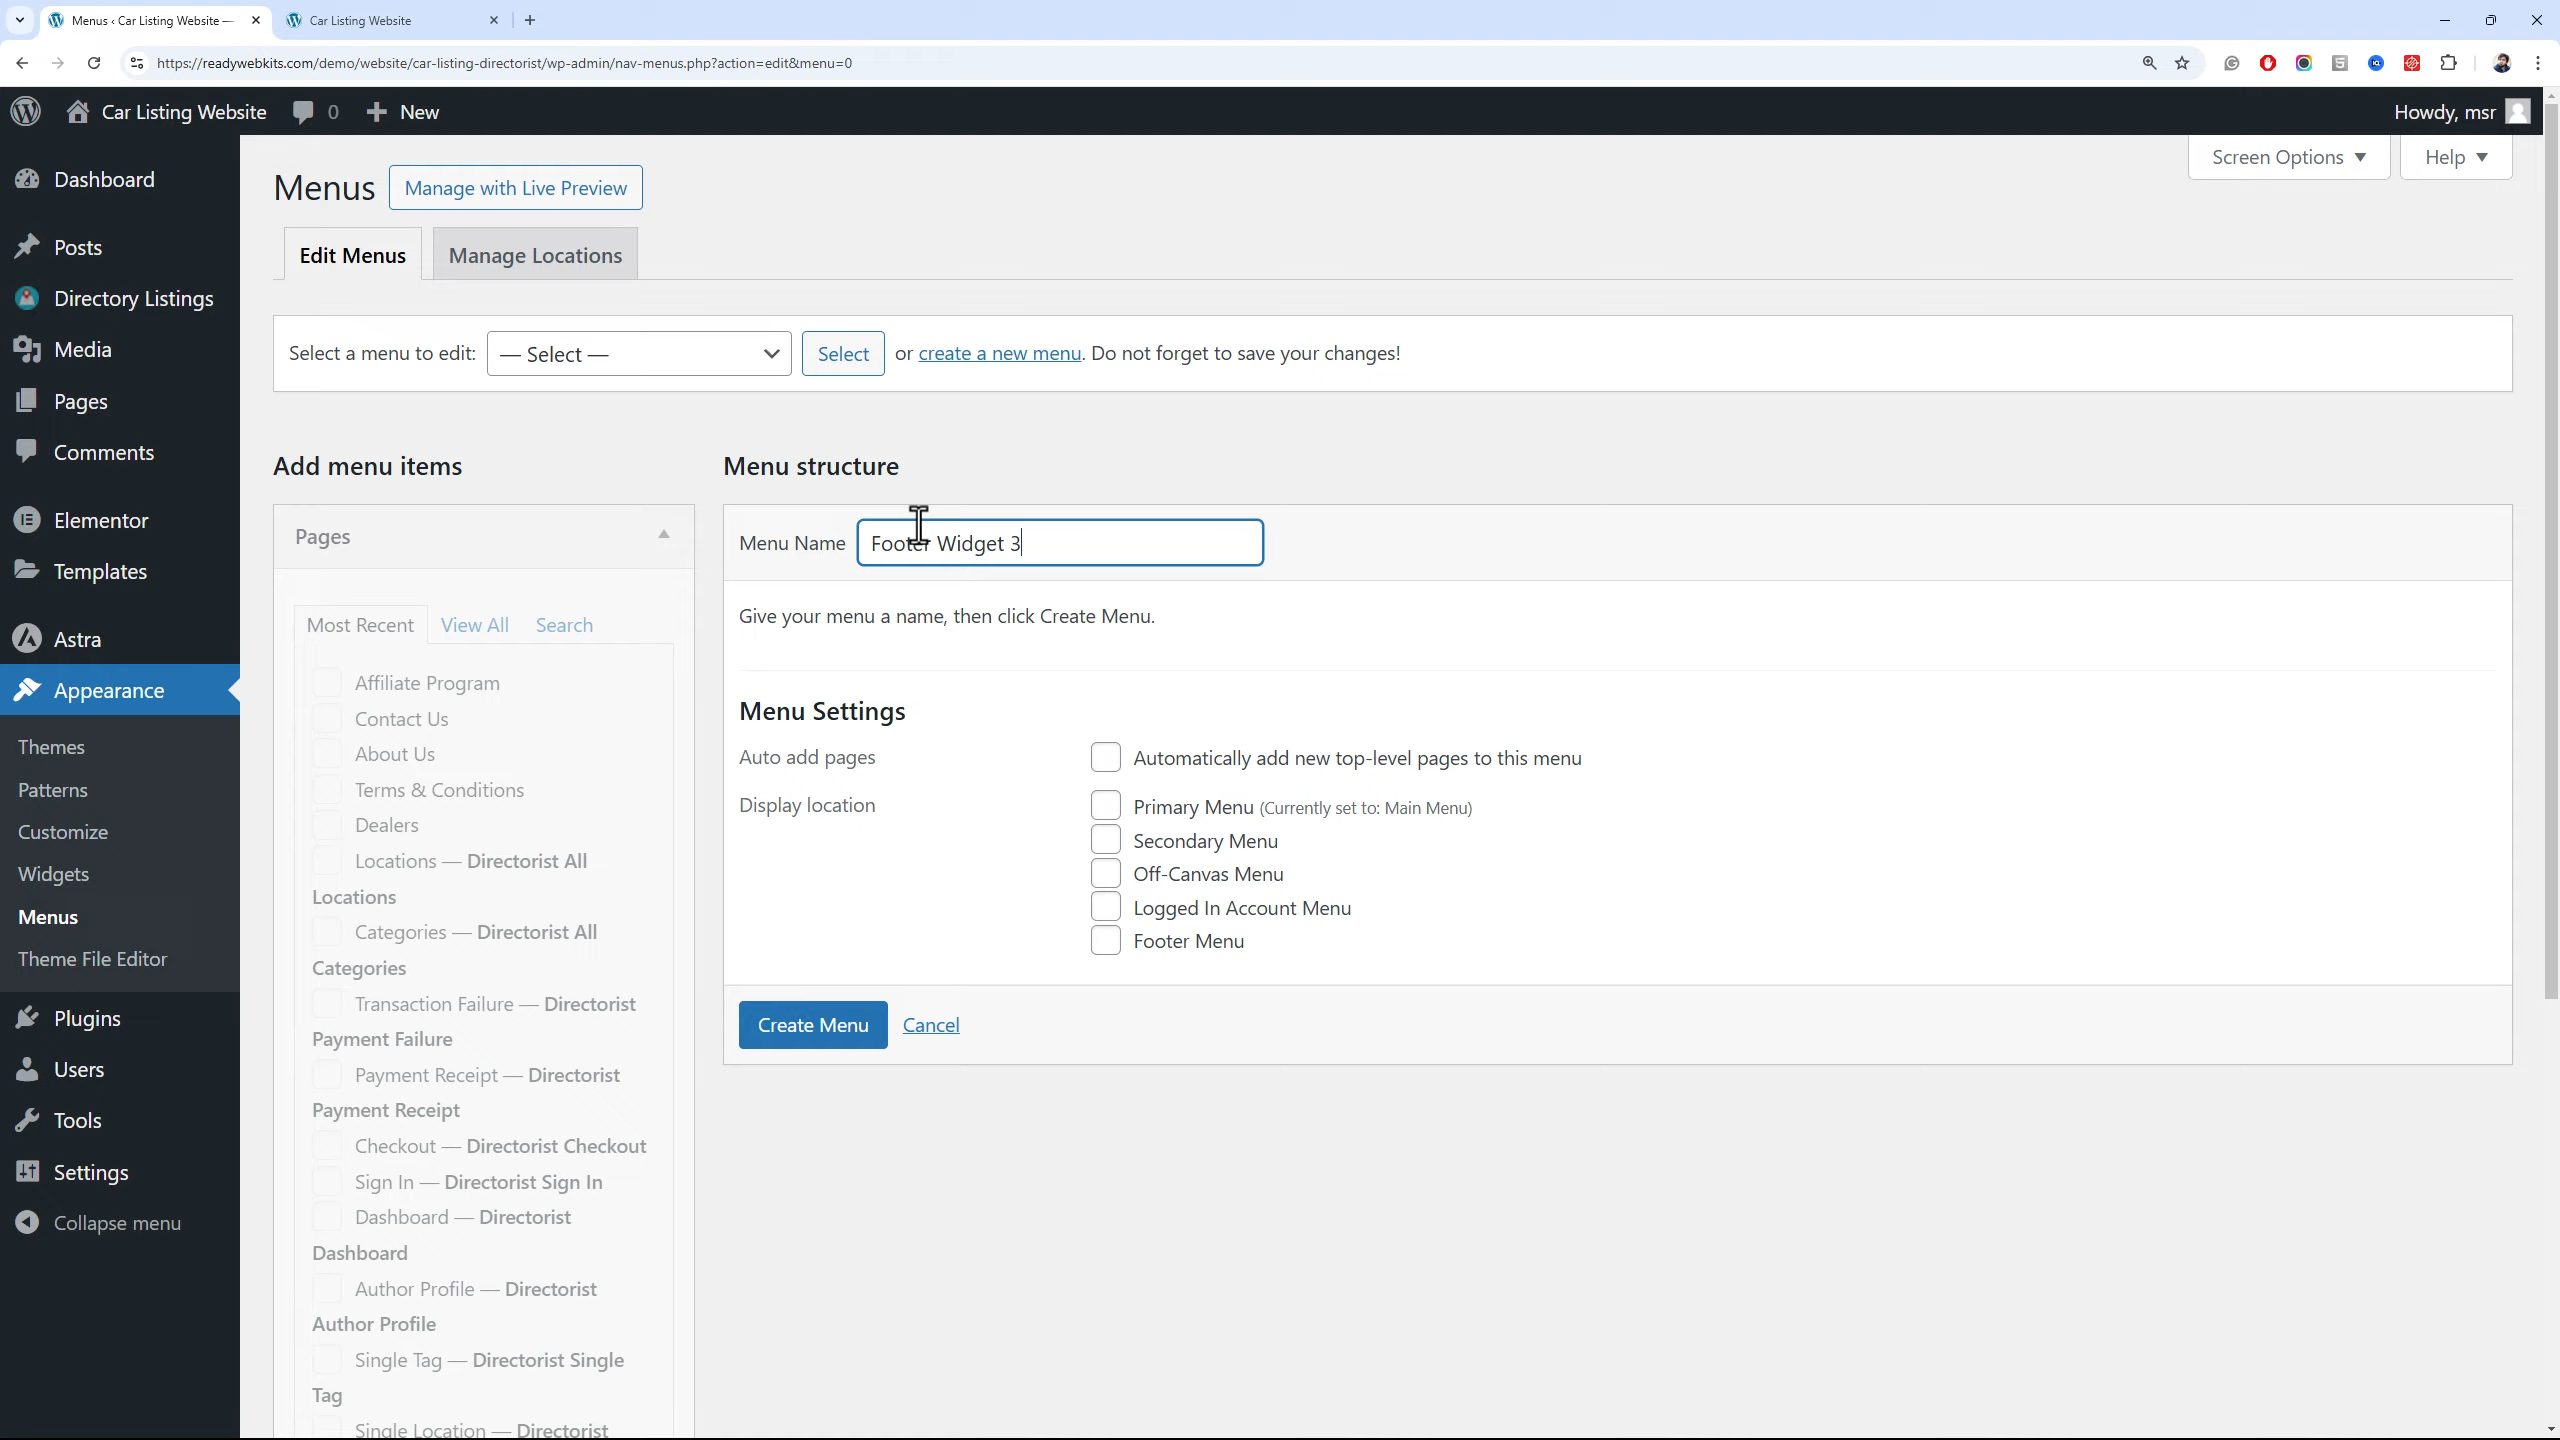 Menus ‹ Car Listing Website —
Car Listing Website
https://readywebkits.com/demo/website/car-listing-directorist/wp-admin/nav-menus.php?action=edit&menu=0
Car Listing Website
0
New
Howdy, msr
Dashboard
Posts
Directory Listings
Media
Pages
Comments
Elementor
Templates
Astra
Appearance
Themes
Patterns
Customize
Widgets
Menus
Theme File Editor
Plugins
Users
Tools
Settings
Collapse menu
Screen Options
Help
Menus
Manage with Live Preview
Edit Menus
Manage Locations
Select a menu to edit:
— Select —
Select
or create a new menu. Do not forget to save your changes!
Add menu items
Pages
Most Recent
View All
Search
Affiliate Program
Contact Us
About Us
Terms & Conditions
Dealers
Locations — Directorist All
Locations
Categories — Directorist All
Categories
Transaction Failure — Directorist
Payment Failure
Payment Receipt — Directorist
Payment Receipt
Checkout — Directorist Checkout
Sign In — Directorist Sign In
Dashboard — Directorist
Dashboard
Author Profile — Directorist
Author Profile
Single Tag — Directorist Single
Tag
Single Location — Directorist
Menu structure
Menu Name
Footer Widget 3
Give your menu a name, then click Create Menu.
Menu Settings
Auto add pages
Automatically add new top-level pages to this menu
Display location
Primary Menu (Currently set to: Main Menu)
Secondary Menu
Off-Canvas Menu
Logged In Account Menu
Footer Menu
Create Menu
Cancel